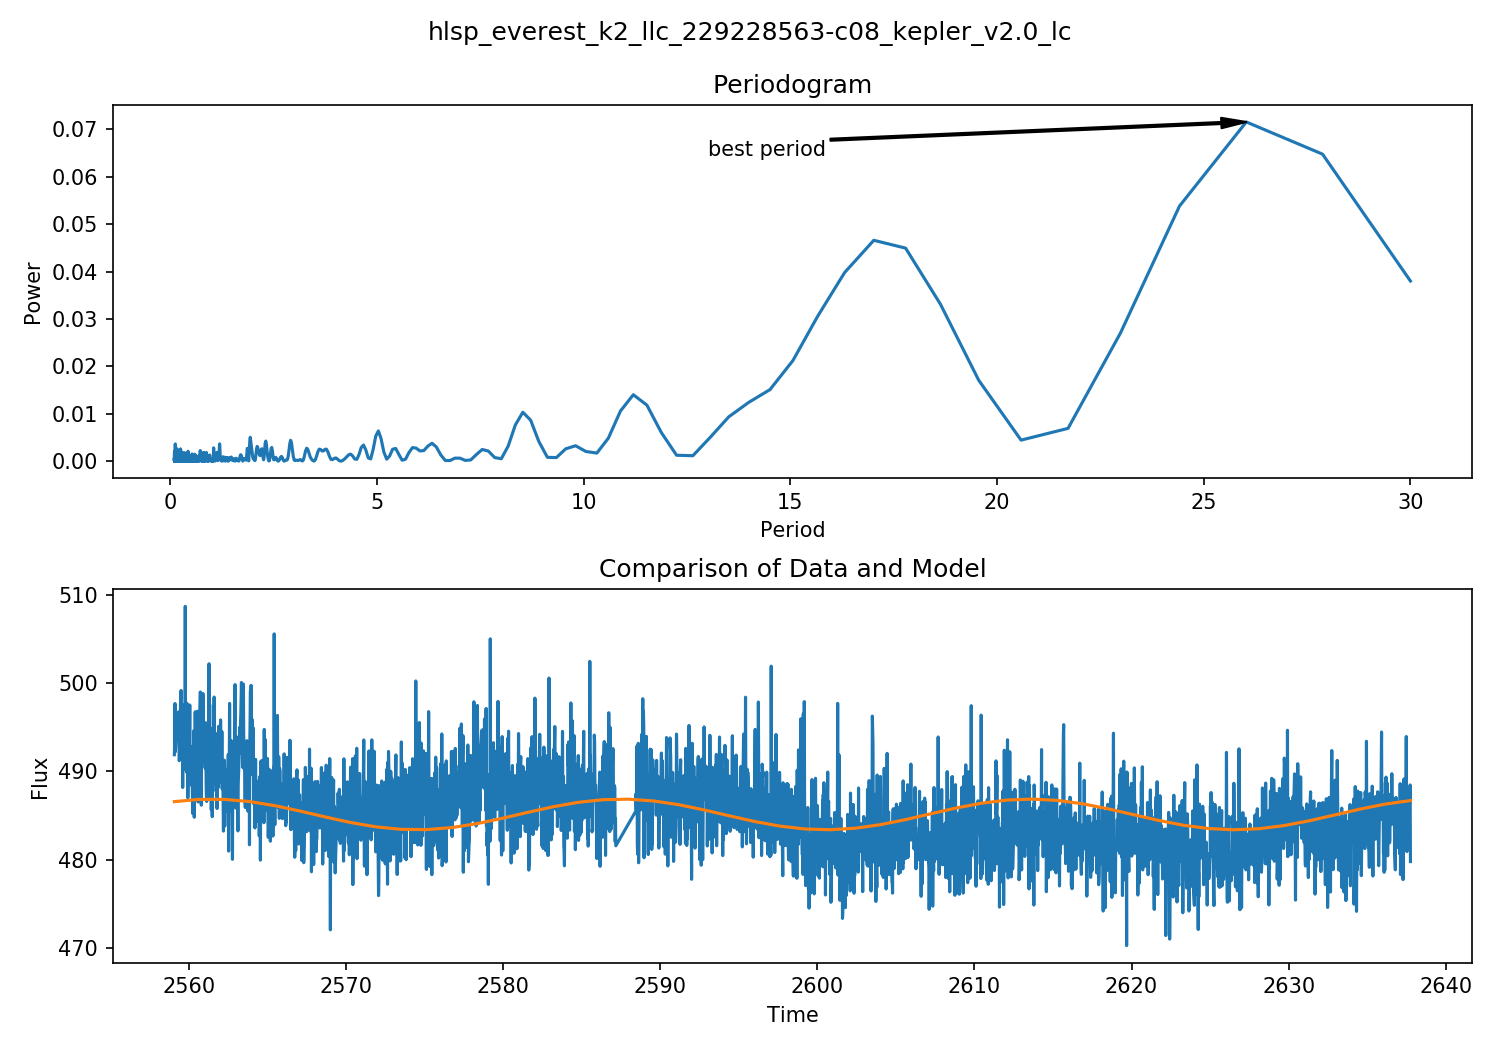 hlsp_everest_k2_llc_229228563-c08_kepler_v2.0_lc
Periodogram
0.07
0.06
0.05
0.04
0.03
0.02
0.01
0.00
Power
best period
0 5 10 15 20 25 30
Period
Comparison of Data and Model
510
500
490
480
470
Flux
2560 2570 2580 2590 2600 2610 2620 2630 2640
Time